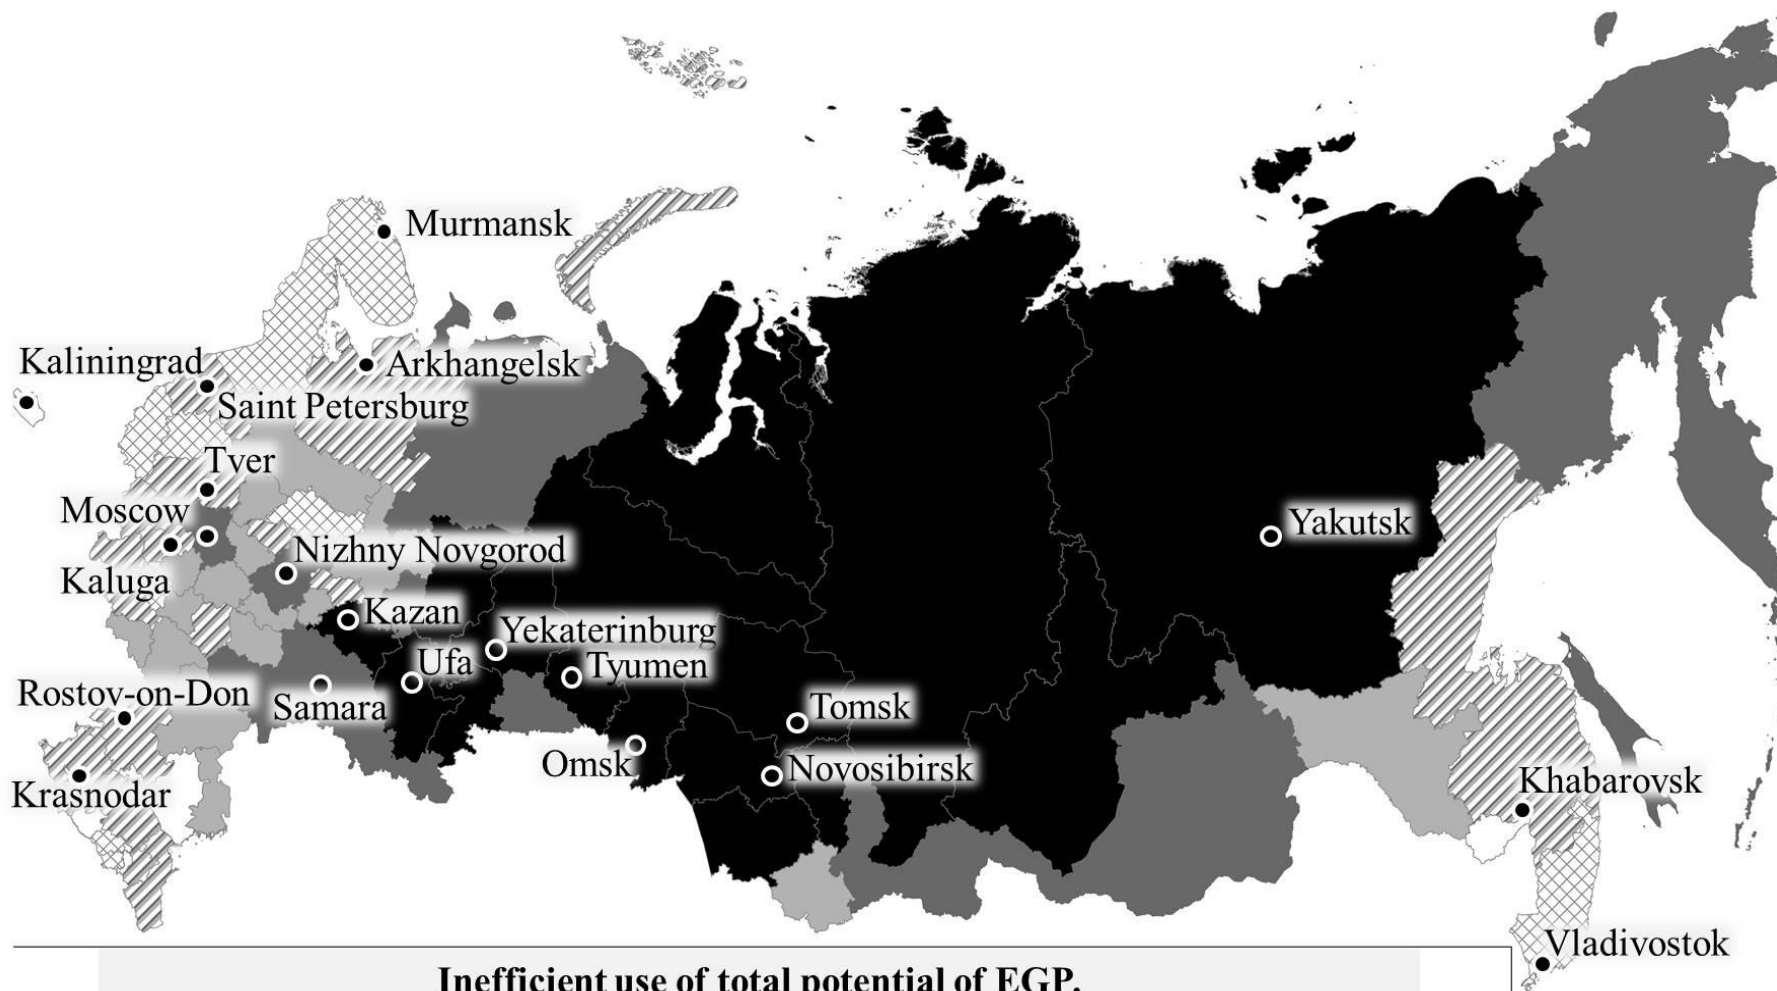 Murmansk
Kaliningrad
Arkhangelsk
Saint Petersburg
Tver
Moscow
Yakutsk
Nizhny Novgorod
Kaluga
Kazan
Yekaterinburg
Ufa
Tyumen
Rostov-on-Don
Samara
Tomsk
Omsk
Novosibirsk
Krasnodar
Khabarovsk
Vladivostok
Inefficient use of total potential of EGP.